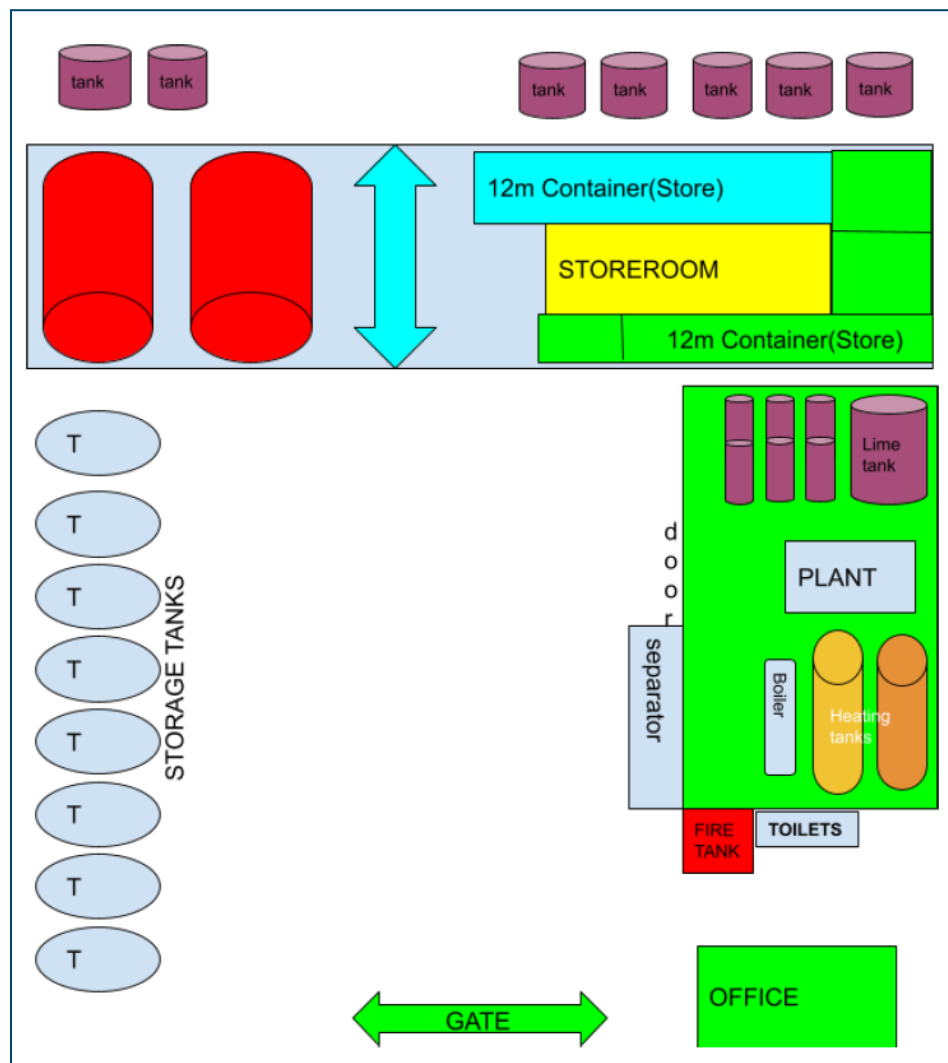 tank
tank
tank
tank
tank
tank
tank
12m Container(Store)
STOREROOM
12m Container(Store)
T
T
T
T
T
T
T
T
STORAGE TANKS
Lime
tank
door
PLANT
separator
Boiler
Heating
tanks
FIRE
TANK
TOILETS
OFFICE
GATE